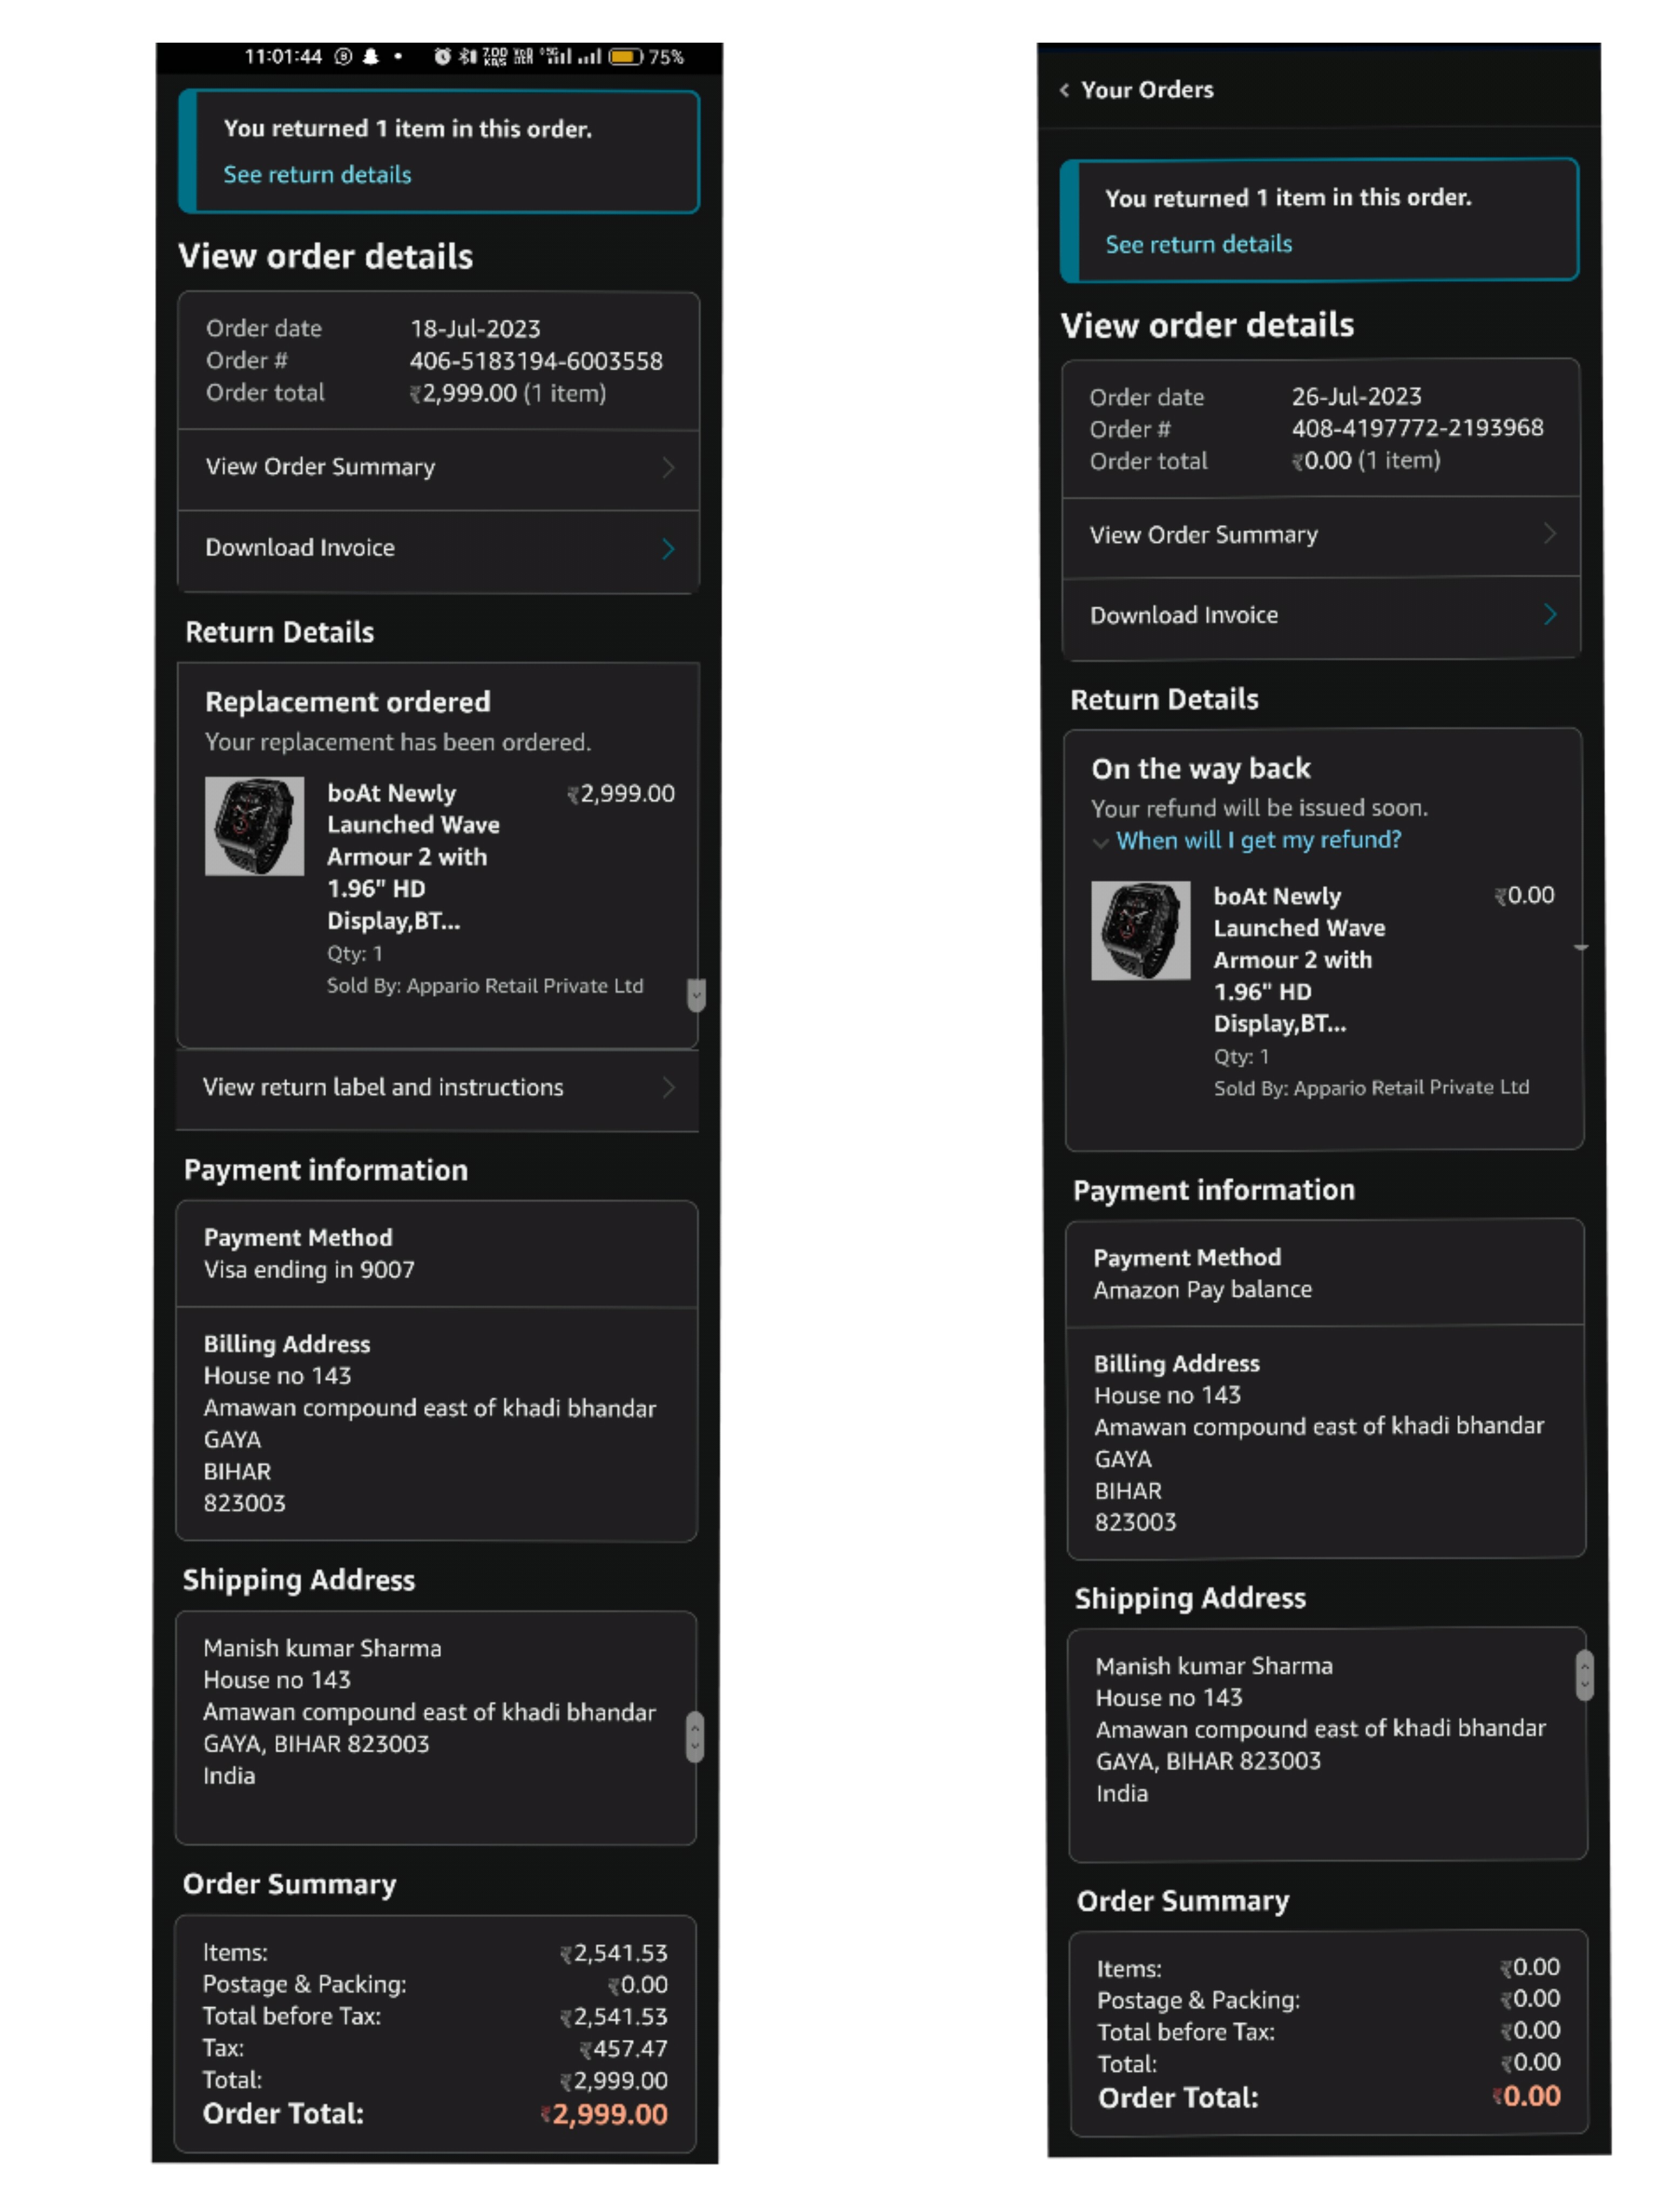 11:01:44
7.00 KB/S
5G
75%
You returned 1 item in this order.
See return details
View order details
Order date 18-Jul-2023
Order # 406-5183194-6003558
Order total ₹2,999.00 (1 item)
View Order Summary
Download Invoice
Return Details
Replacement ordered
Your replacement has been ordered.
boAt Newly ₹2,999.00
Launched Wave
Armour 2 with
1.96" HD
Display,BT...
Qty: 1
Sold By: Appario Retail Private Ltd
View return label and instructions
Payment information
Payment Method
Visa ending in 9007
Billing Address
House no 143
Amawan compound east of khadi bhandar
GAYA
BIHAR
823003
Shipping Address
Manish kumar Sharma
House no 143
Amawan compound east of khadi bhandar
GAYA, BIHAR 823003
India
Order Summary
Items: ₹2,541.53
Postage & Packing: ₹0.00
Total before Tax: ₹2,541.53
Tax: ₹457.47
Total: ₹2,999.00
Order Total: ₹2,999.00
Your Orders
You returned 1 item in this order.
See return details
View order details
Order date 26-Jul-2023
Order # 408-4197772-2193968
Order total ₹0.00 (1 item)
View Order Summary
Download Invoice
Return Details
On the way back
Your refund will be issued soon.
When will I get my refund?
boAt Newly ₹0.00
Launched Wave
Armour 2 with
1.96" HD
Display,BT...
Qty: 1
Sold By: Appario Retail Private Ltd
Payment information
Payment Method
Amazon Pay balance
Billing Address
House no 143
Amawan compound east of khadi bhandar
GAYA
BIHAR
823003
Shipping Address
Manish kumar Sharma
House no 143
Amawan compound east of khadi bhandar
GAYA, BIHAR 823003
India
Order Summary
Items: ₹0.00
Postage & Packing: ₹0.00
Total before Tax: ₹0.00
Total: ₹0.00
Order Total: ₹0.00